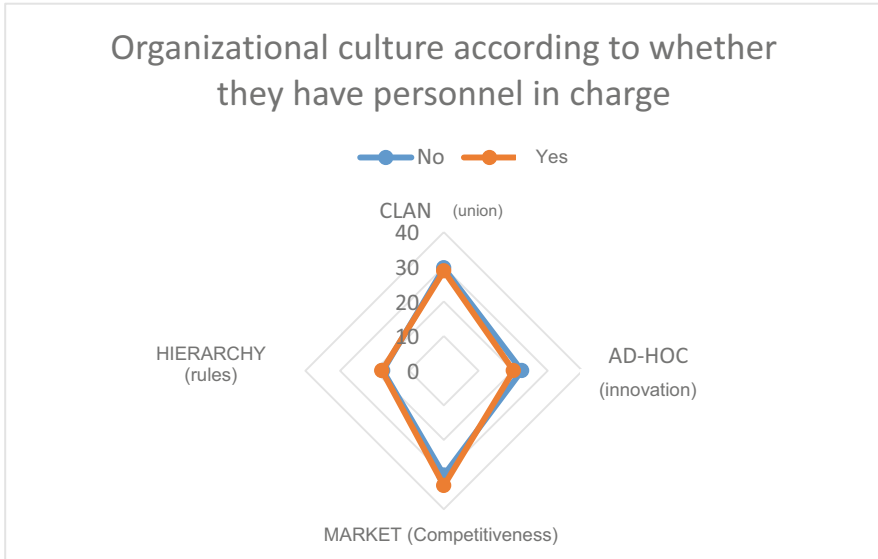 Organizational culture according to whether
they have personnel in charge
No Yes
CLAN (union)
40
30
20
10
0
HIERARCHY
(rules)
AD-HOC
(innovation)
MARKET (Competitiveness)